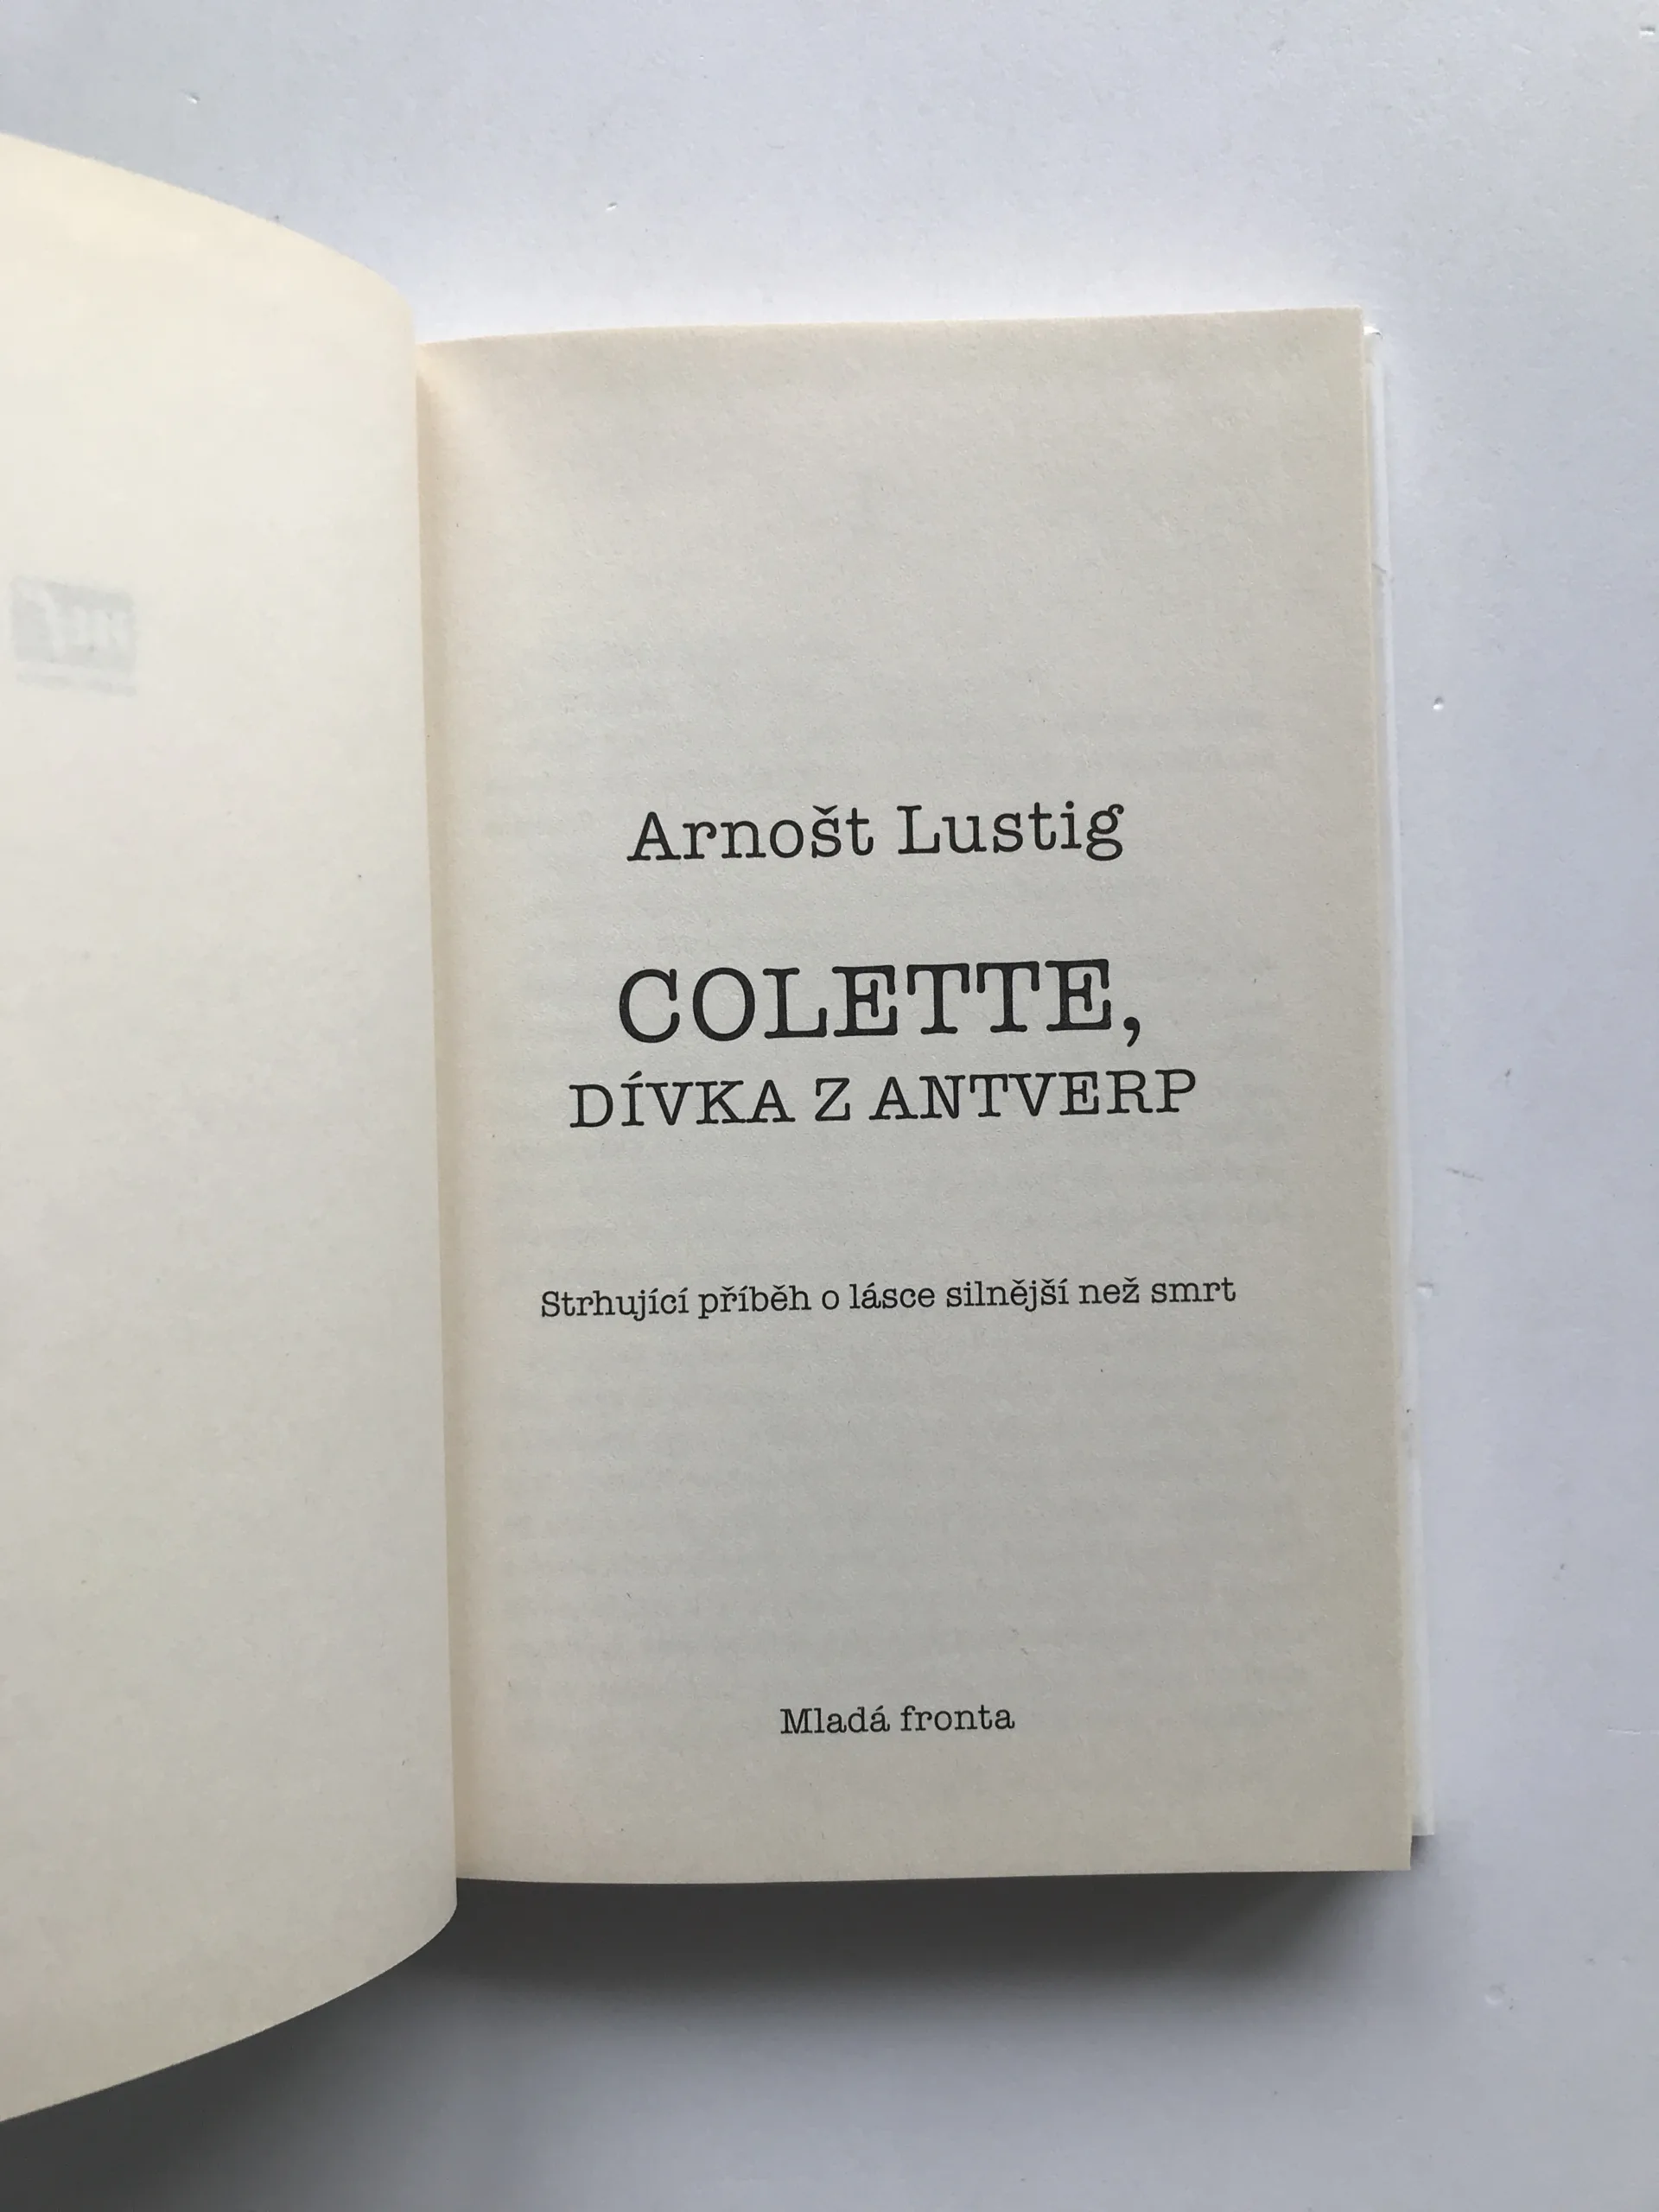 Arnošt Lustig
COLETTE,
DÍVKA Z ANTVERP
Strhující příběh o lásce silnější než smrt
Mladá fronta